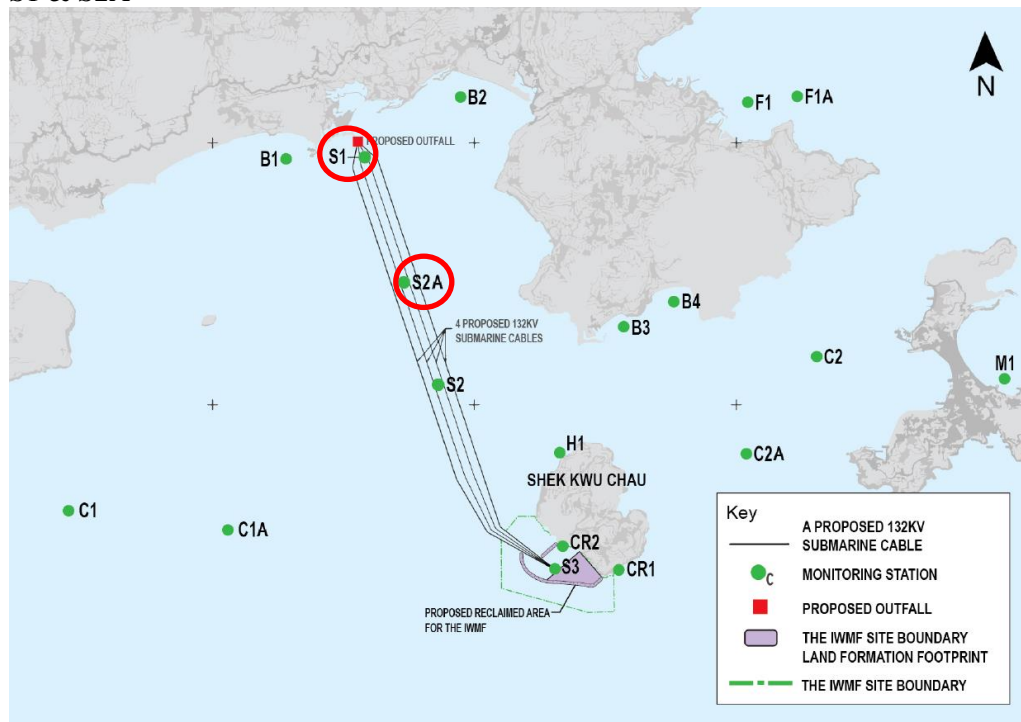 N
B2
F1
F1A
PROPOSED OUTFALL
S1
B1
S2A
B4
4 PROPOSED 132KV
SUBMARINE CABLES
B3
C2
M1
S2
H1
C2A
SHEK KWU CHAU
C1
C1A
CR2
S3
CR1
PROPOSED RECLAIMED AREA
FOR THE IWMF
Key
A PROPOSED 132KV
SUBMARINE CABLE
C
MONITORING STATION
PROPOSED OUTFALL
THE IWMF SITE BOUNDARY
LAND FORMATION FOOTPRINT
THE IWMF SITE BOUNDARY